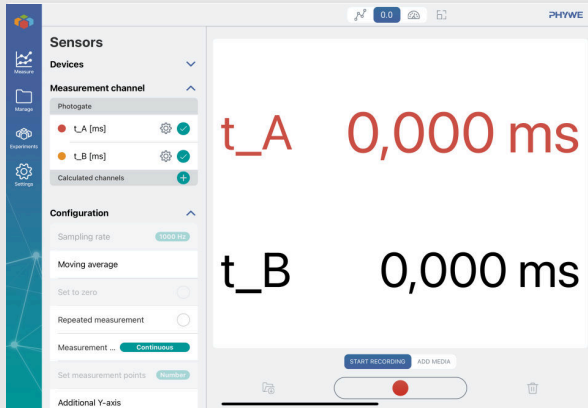 0.0
PHYWE
Sensors
Devices
Measure
Measurement channel
Manage
Photogate
t_A [ms]
Experiments
t_B [ms]
Settings
Calculated channels
Configuration
Sampling rate 1000 Hz
Moving average
Set to zero
Repeated measurement
Measurement ... Continuous
Set measurement points Number
Additional Y-axis
t_A 0,000 ms
t_B 0,000 ms
START RECORDING ADD MEDIA